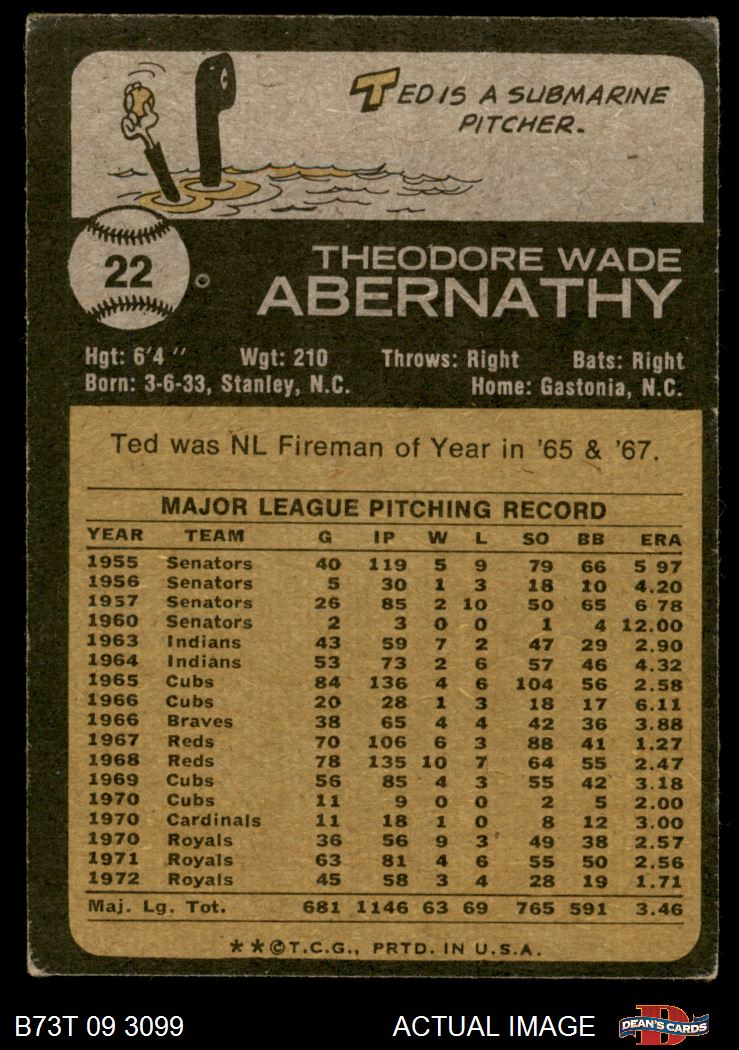 TED IS A SUBMARINE
PITCHER.
22
THEODORE WADE
ABERNATHY
Hgt: 6'4 " Wgt: 210 Throws: Right Bats: Right
Born: 3-6-33, Stanley, N.C. Home: Gastonia, N.C.
Ted was NL Fireman of Year in '65 & '67.
MAJOR LEAGUE PITCHING RECORD
YEAR TEAM G IP W L SO BB ERA
1955 Senators 40 119 5 9 79 66 5 97
1956 Senators 5 30 1 3 18 10 4.20
1957 Senators 26 85 2 10 50 65 6 78
1960 Senators 2 3 0 0 1 4 12.00
1963 Indians 43 59 7 2 47 29 2.90
1964 Indians 53 73 2 6 57 46 4.32
1965 Cubs 84 136 4 6 104 56 2.58
1966 Cubs 20 28 1 3 18 17 6.11
1966 Braves 38 65 4 4 42 36 3.88
1967 Reds 70 106 6 3 88 41 1.27
1968 Reds 78 135 10 7 64 55 2.47
1969 Cubs 56 85 4 3 55 42 3.18
1970 Cubs 11 9 0 0 2 5 2.00
1970 Cardinals 11 18 1 0 8 12 3.00
1970 Royals 36 56 9 3 49 38 2.57
1971 Royals 63 81 4 6 55 50 2.56
1972 Royals 45 58 3 4 28 19 1.71
Maj. Lg. Tot. 681 1146 63 69 765 591 3.46
**©T.C.G., PRTD. IN U.S.A.
B73T 09 3099 ACTUAL IMAGE D DEAN'S CARDS